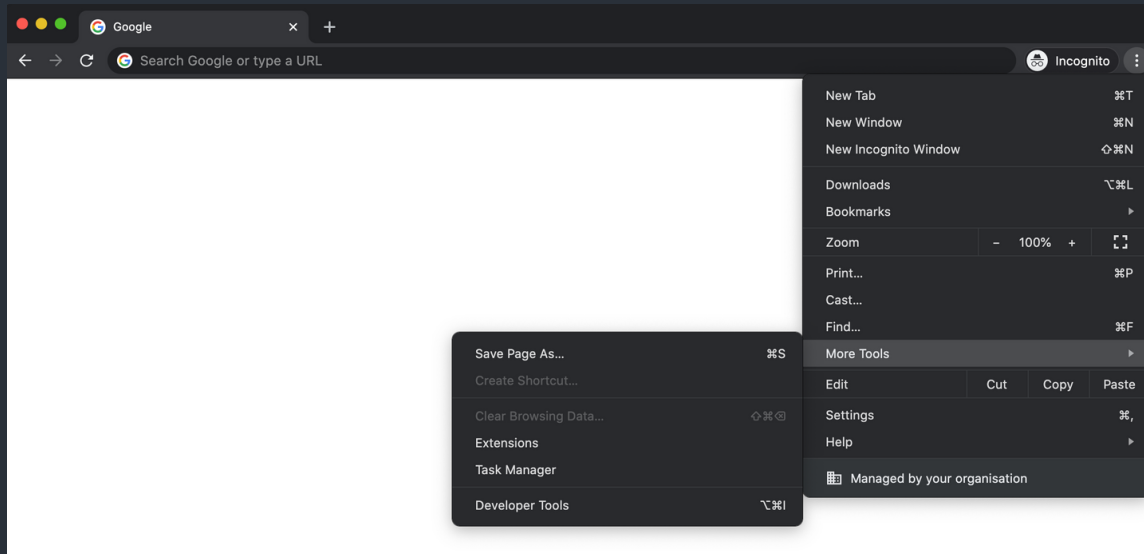 Google
Search Google or type a URL
Incognito
New Tab ⌘T
New Window ⌘N
New Incognito Window ⇧⌘N
Downloads ⌥⌘L
Bookmarks
Zoom - 100% +
Print... ⌘P
Cast...
Find... ⌘F
More Tools
Edit Cut Copy Paste
Settings ⌘,
Help
Managed by your organisation
Save Page As... ⌘S
Create Shortcut...
Clear Browsing Data... ⇧⌘⌫
Extensions
Task Manager
Developer Tools ⌥⌘I